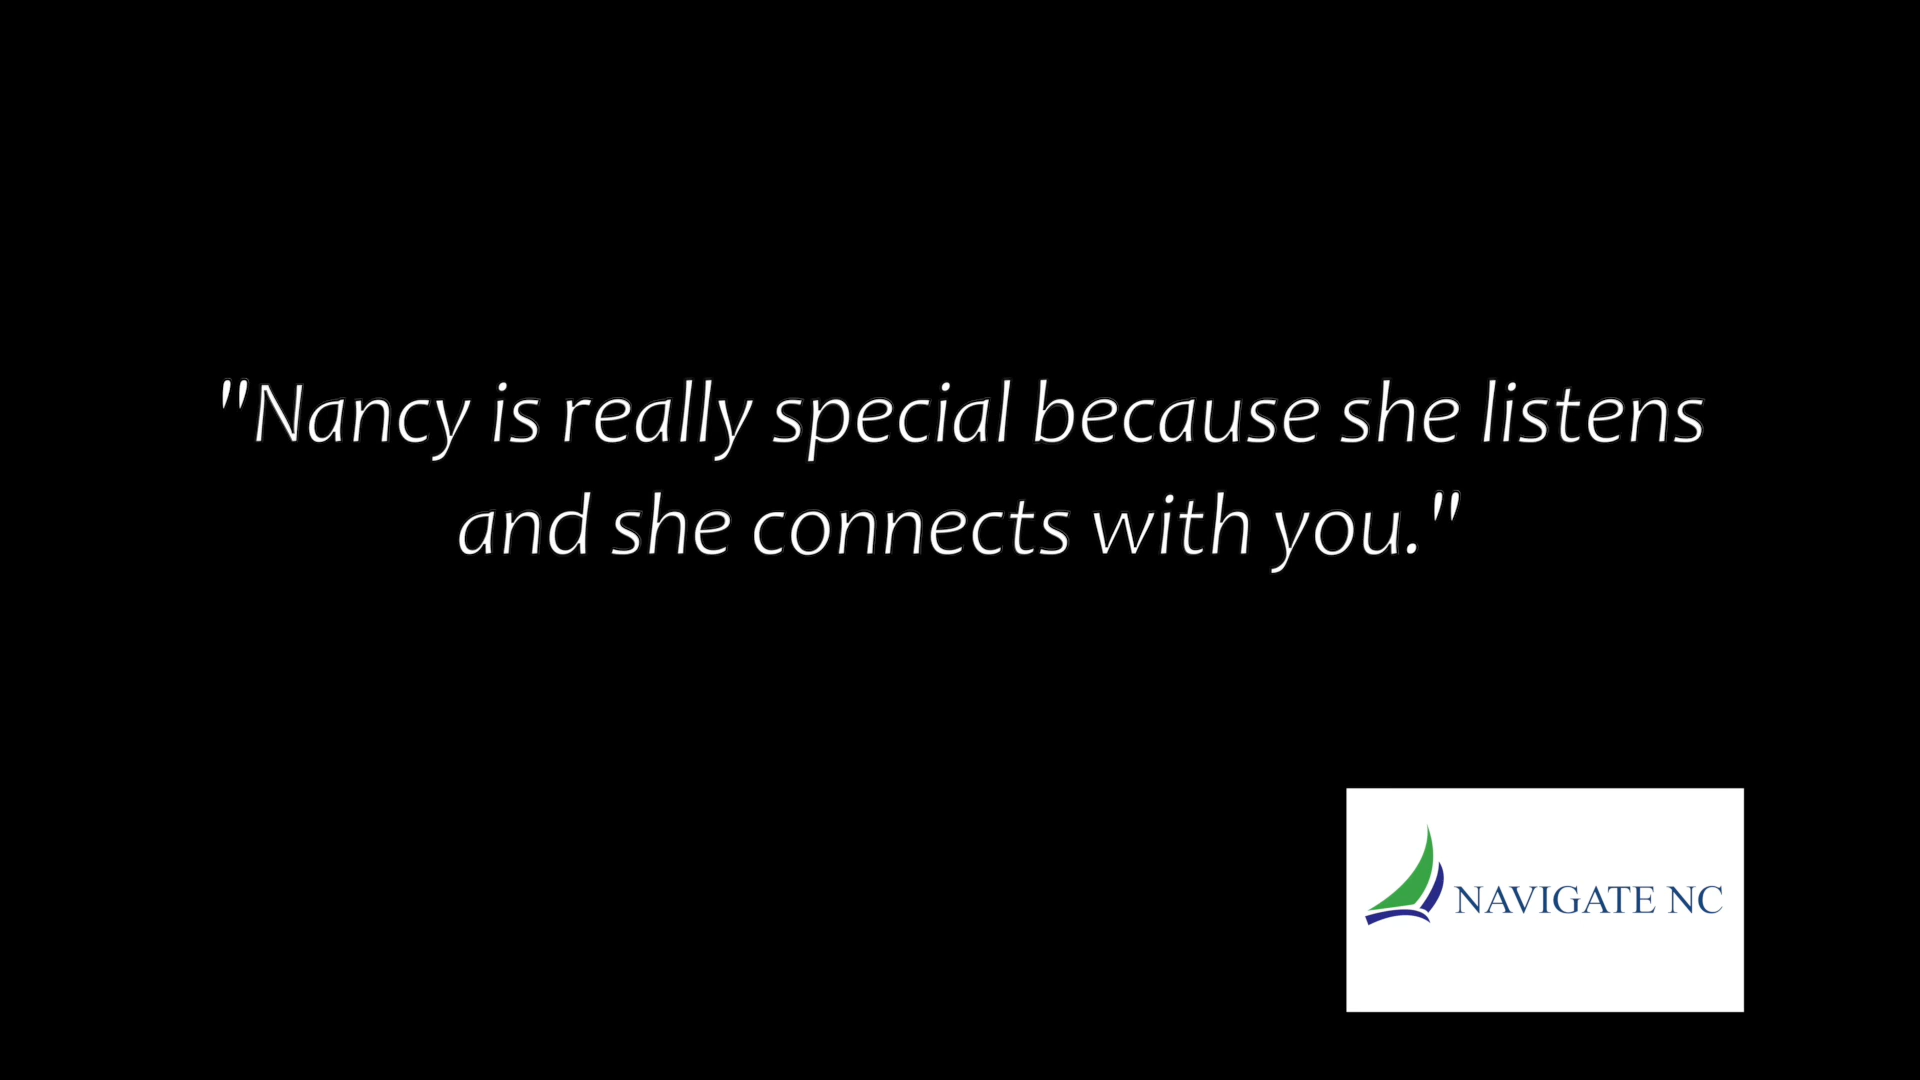 "Nancy is really special because she listens
and she connects with you."
NAVIGATE NC